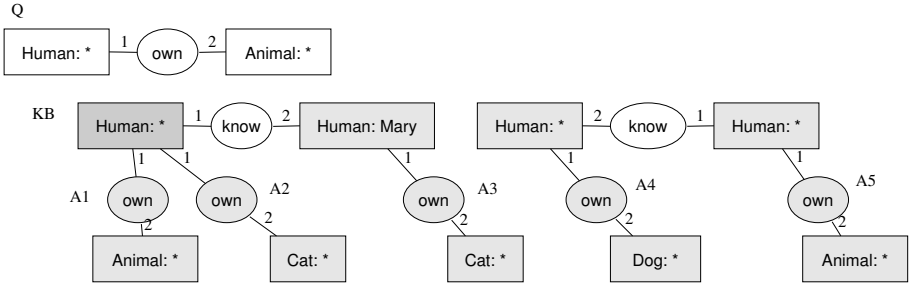 Q
Human: * 1 own 2 Animal: *
KB
Human: * 1 know 2 Human: Mary Human: * 2 know 1 Human: *
1 1 1 1 1
A1 own own A2 own A3 own A4 own A5
2 2 2 2 2
Animal: * Cat: * Cat: * Dog: * Animal: *